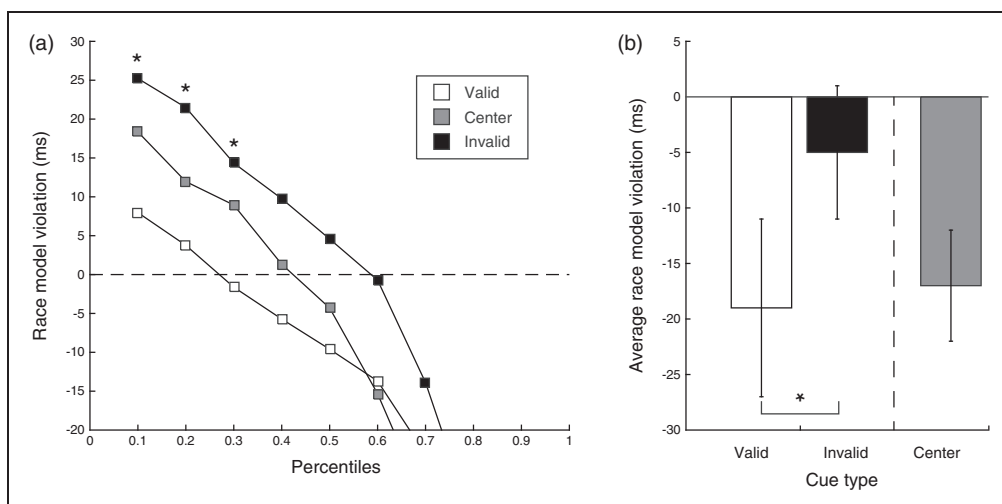 (a)
Race model violation (ms)
30
25
20
15
10
5
0
-5
-10
-15
-20
* * *
Valid
Center
Invalid
0 0.1 0.2 0.3 0.4 0.5 0.6 0.7 0.8 0.9 1
Percentiles
(b)
Average race model violation (ms)
5
0
-5
-10
-15
-20
-25
-30
*
Valid Invalid Center
Cue type